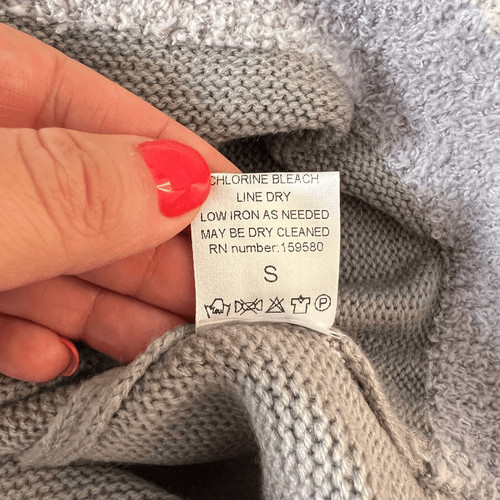 CHLORINE BLEACH
LINE DRY
LOW IRON AS NEEDED
MAY BE DRY CLEANED
RN number:159580
S
P